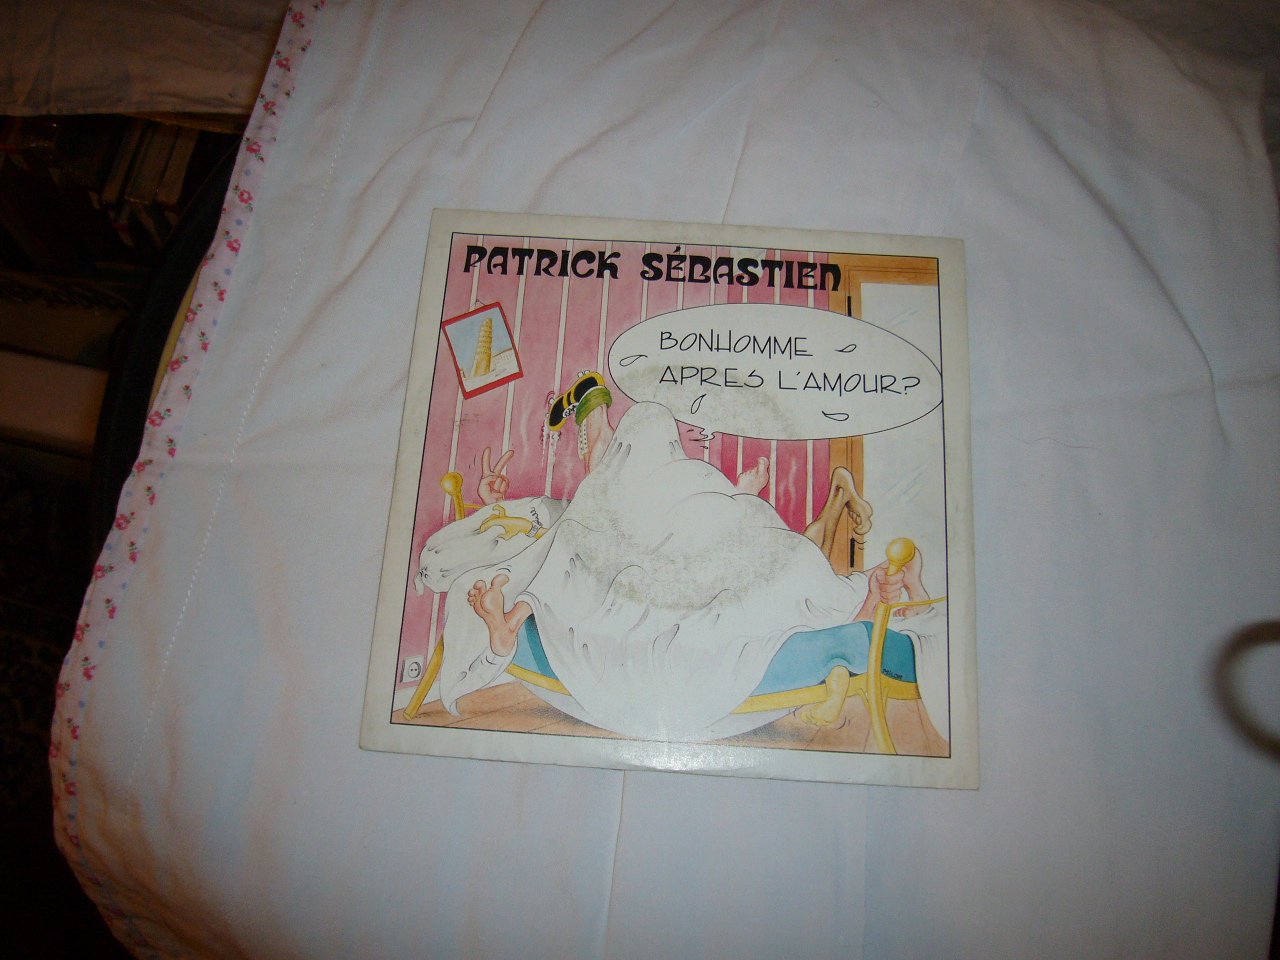 PATRICK SÉBASTIEN
BONHOMME
APRES L'AMOUR?